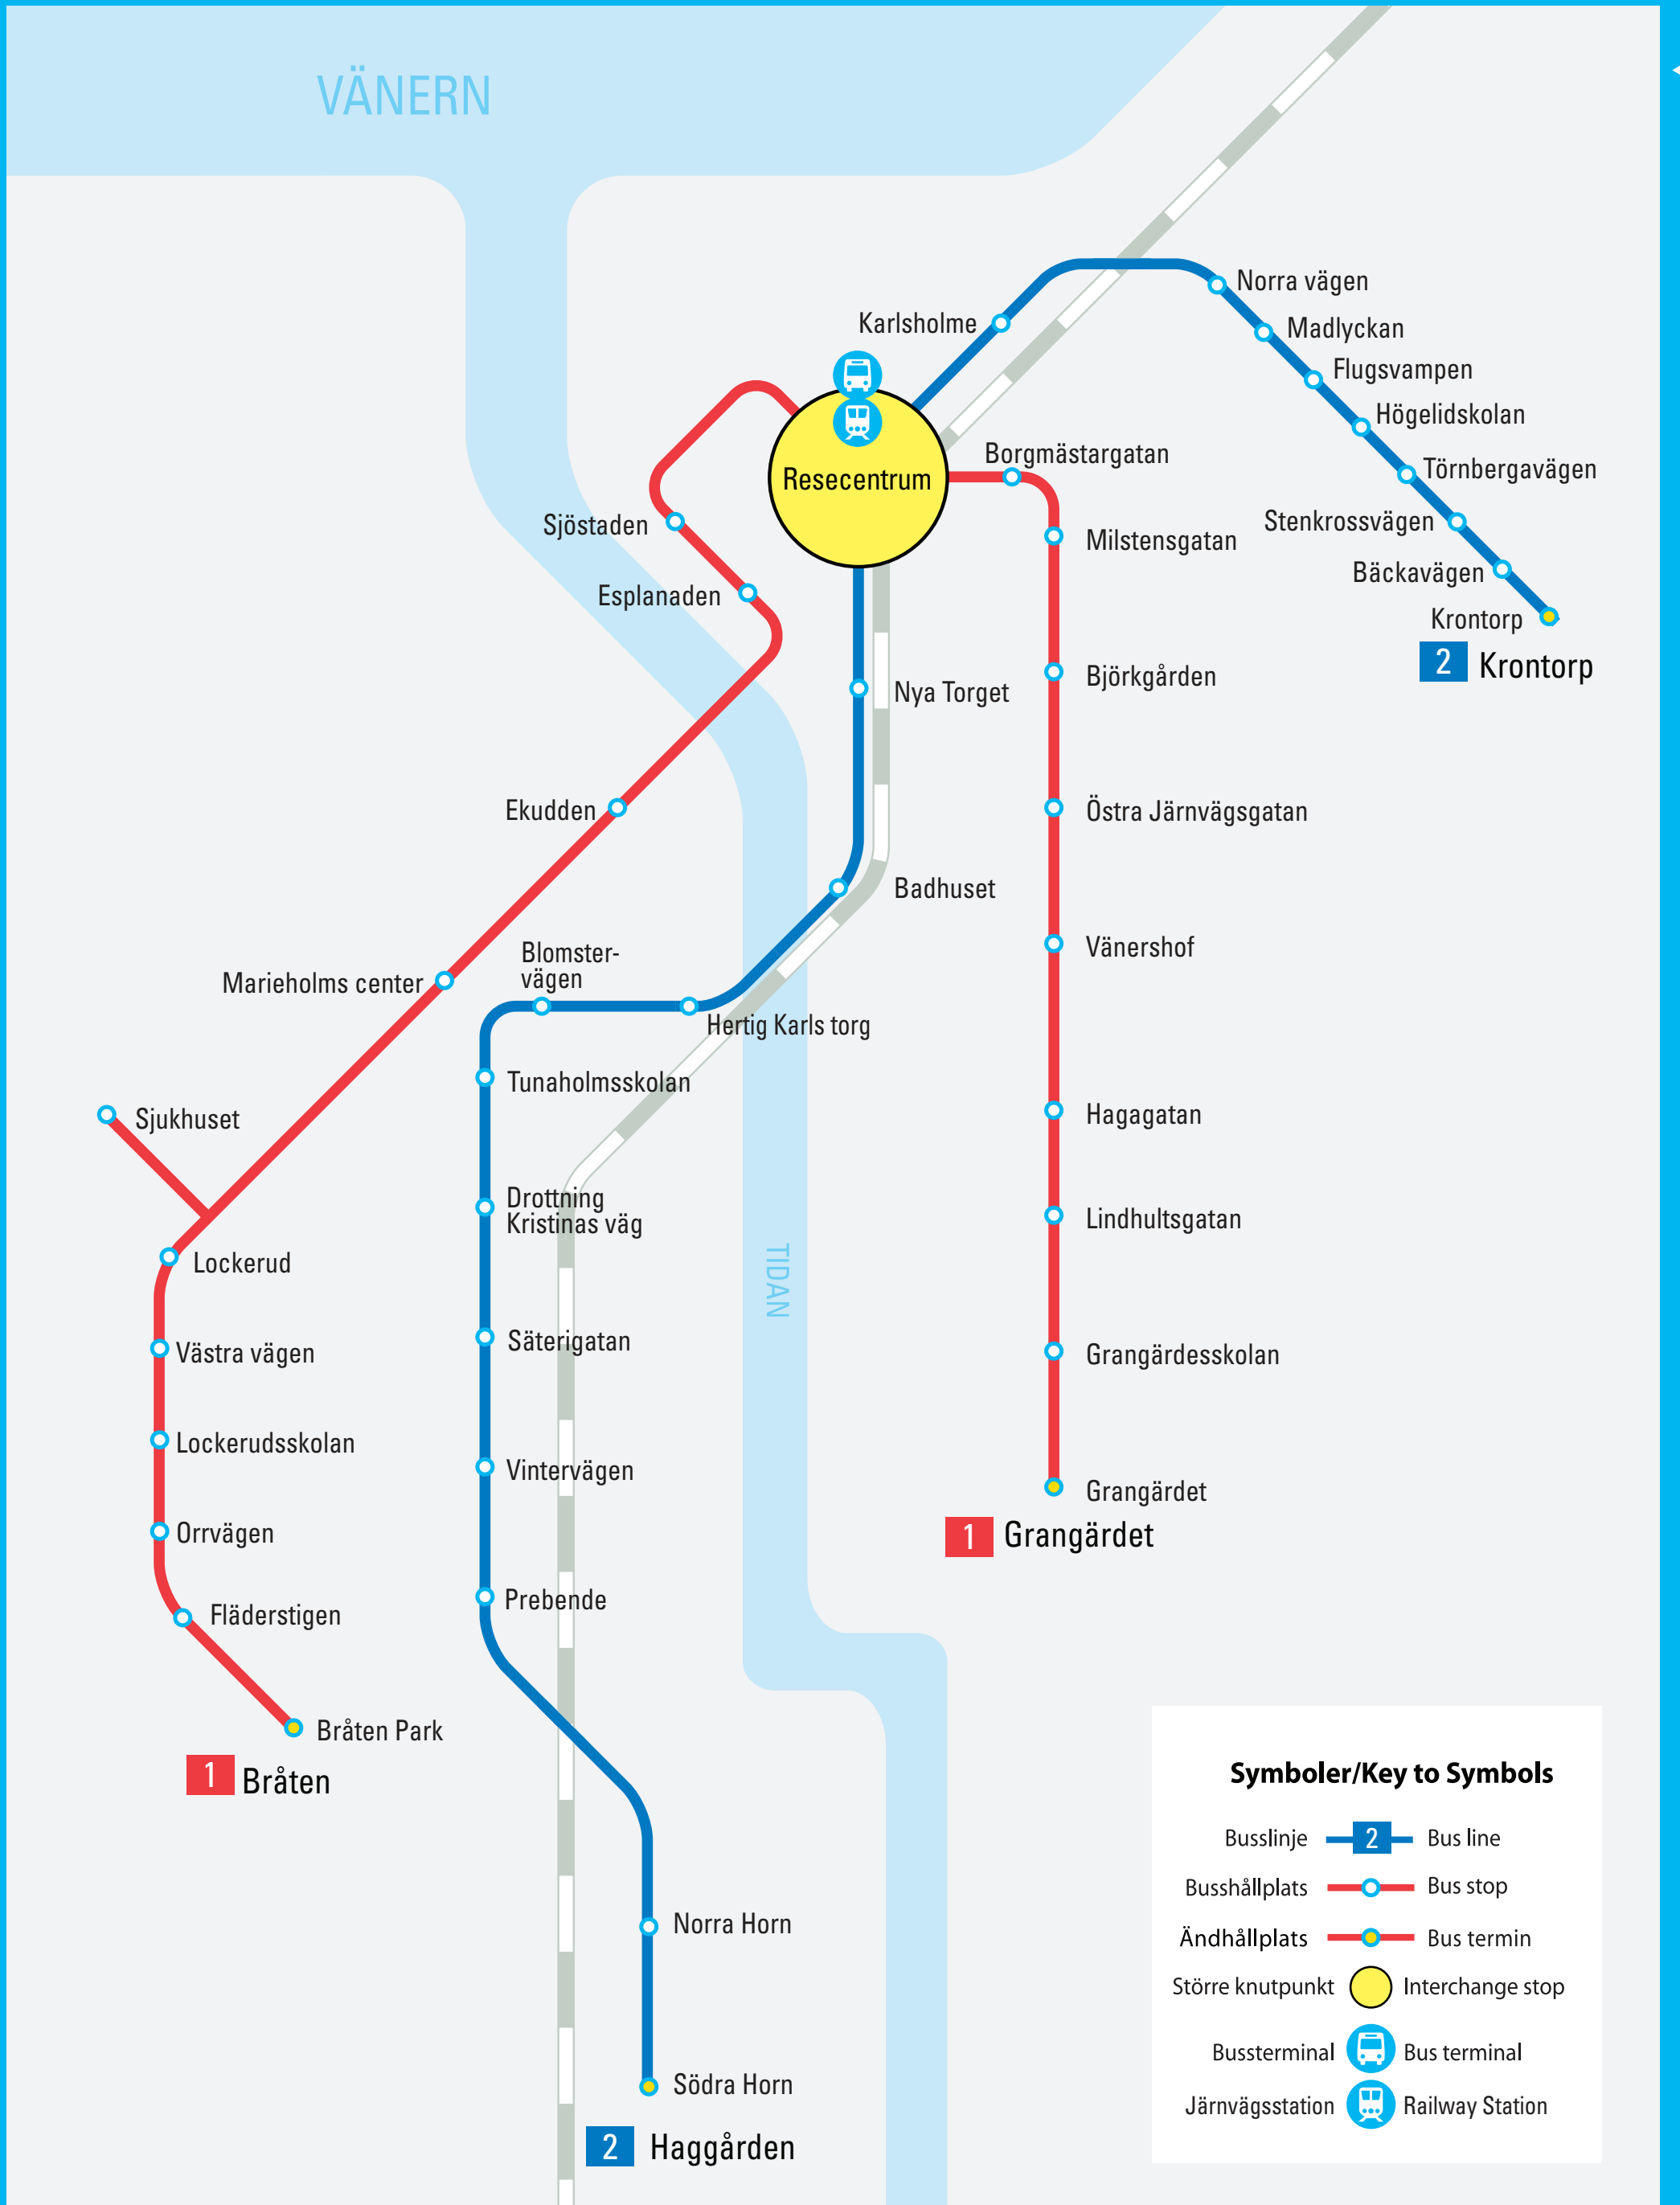 VÄNERN
Norra vägen
Karlsholme
Madlyckan
Flugsvampen
Högelidskolan
Borgmästargatan
Törnbergavägen
Resecentrum
Sjöstaden
Stenkrossvägen
Milstensgatan
Bäckavägen
Esplanaden
Krontorp
2 Krontorp
Björkgården
Nya Torget
Ekudden
Östra Järnvägsgatan
Badhuset
Vänershof
Blomster-
vägen
Marieholms center
Hertig Karls torg
Tunaholmsskolan
Sjukhuset
Hagagatan
Drottning
Kristinas väg
Lindhultsgatan
Lockerud
TIDAN
Säterigatan
Västra vägen
Grangärdesskolan
Lockerudsskolan
Vintervägen
Grangärdet
1 Grangärdet
Orrvägen
Prebende
Fläderstigen
Bråten Park
1 Bråten
Norra Horn
Södra Horn
2 Haggården
Symboler/Key to Symbols
Busslinje 2 Bus line
Busshållplats Bus stop
Ändhållplats Bus termin
Större knutpunkt Interchange stop
Bussterminal Bus terminal
Järnvägsstation Railway Station